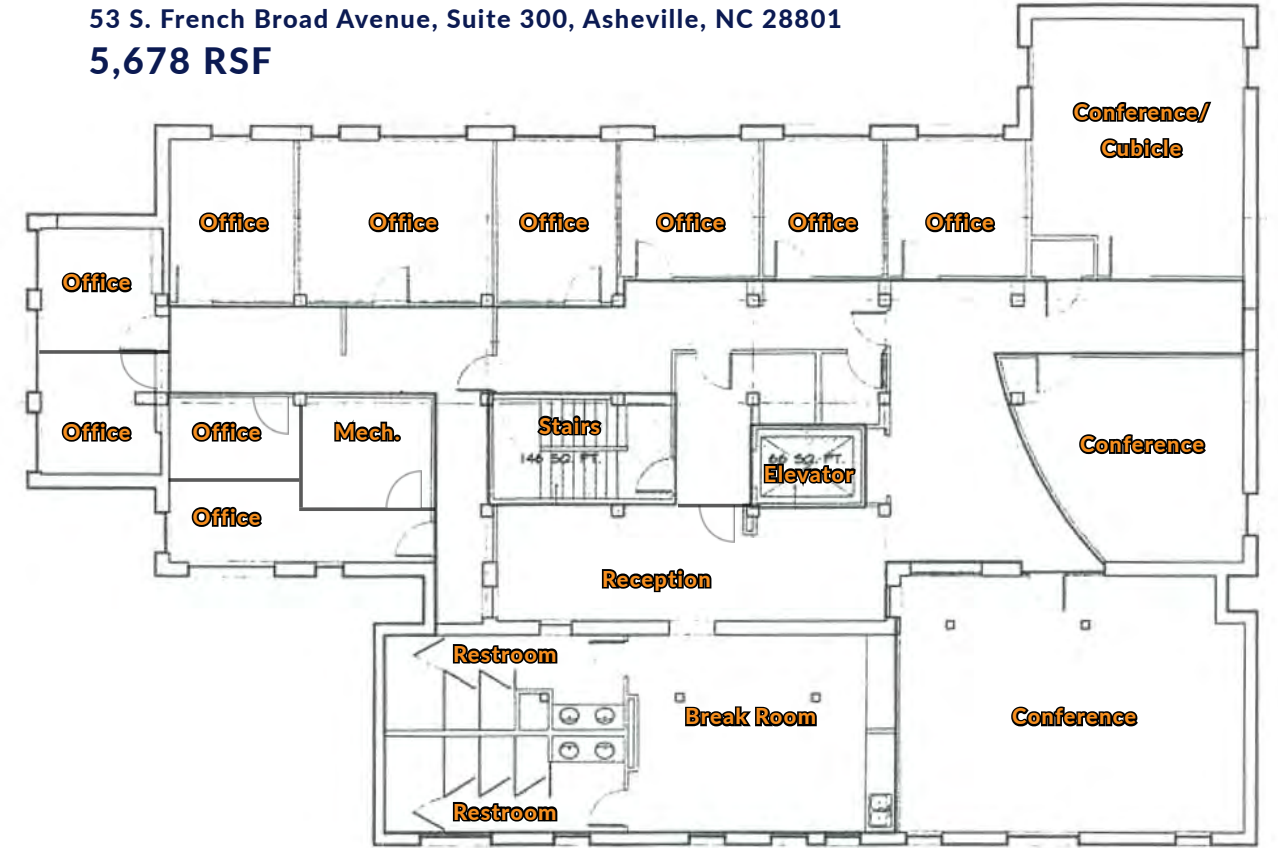 53 S. French Broad Avenue, Suite 300, Asheville, NC 28801
5,678 RSF
Conference/
Cubicle
Office
Office
Office
Office
Office
Office
Office
Office
Office
Mech.
Stairs
146 SQ. FT.
66 SQ. FT.
Elevator
Conference
Office
Reception
Restroom
Break Room
Conference
Restroom